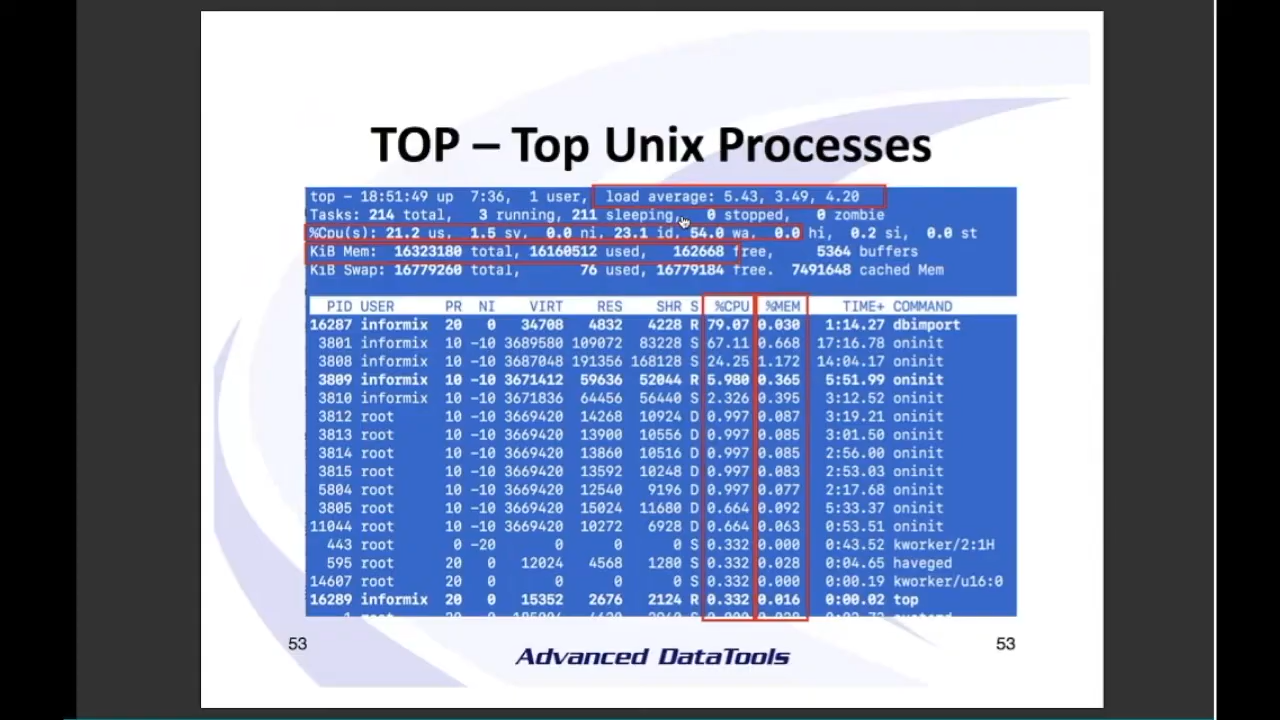 TOP – Top Unix Processes
top - 18:51:49 up 7:36, 1 user, load average: 5.43, 3.49, 4.20
Tasks: 214 total, 3 running, 211 sleeping, 0 stopped, 0 zombie
%Cpu(s): 21.2 us, 1.5 sy, 0.0 ni, 23.1 id, 54.0 wa, 0.0 hi, 0.2 si, 0.0 st
KiB Mem: 16323180 total, 16160512 used, 162668 free, 5364 buffers
KiB Swap: 16779260 total, 76 used, 16779184 free. 7491648 cached Mem
PID USER PR NI VIRT RES SHR S %CPU %MEM TIME+ COMMAND
16287 informix 20 0 34708 4832 4228 R 79.07 0.030 1:14.27 dbimport
3801 informix 10 -10 3689580 109072 83228 S 67.11 0.668 17:16.78 oninit
3808 informix 10 -10 3687048 191356 168128 S 24.25 1.172 14:04.17 oninit
3809 informix 10 -10 3671412 59636 52044 R 5.980 0.365 5:51.99 oninit
3810 informix 10 -10 3671836 64456 56440 S 2.326 0.395 3:12.52 oninit
3812 root 10 -10 3669420 14268 10924 D 0.997 0.087 3:19.21 oninit
3813 root 10 -10 3669420 13900 10556 D 0.997 0.085 3:01.50 oninit
3814 root 10 -10 3669420 13860 10516 D 0.997 0.085 2:56.00 oninit
3815 root 10 -10 3669420 13592 10248 D 0.997 0.083 2:53.03 oninit
5804 root 10 -10 3669420 12540 9196 D 0.997 0.077 2:17.68 oninit
3805 root 10 -10 3669420 15024 11680 D 0.664 0.092 5:33.37 oninit
11044 root 10 -10 3669420 10272 6928 D 0.664 0.063 0:53.51 oninit
443 root 0 -20 0 0 0 S 0.332 0.000 0:43.52 kworker/2:1H
595 root 20 0 12024 4568 1280 S 0.332 0.028 0:04.65 haveged
14607 root 20 0 0 0 0 S 0.332 0.000 0:00.19 kworker/u16:0
16289 informix 20 0 15352 2676 2124 R 0.332 0.016 0:00.02 top
53
Advanced DataTools
53